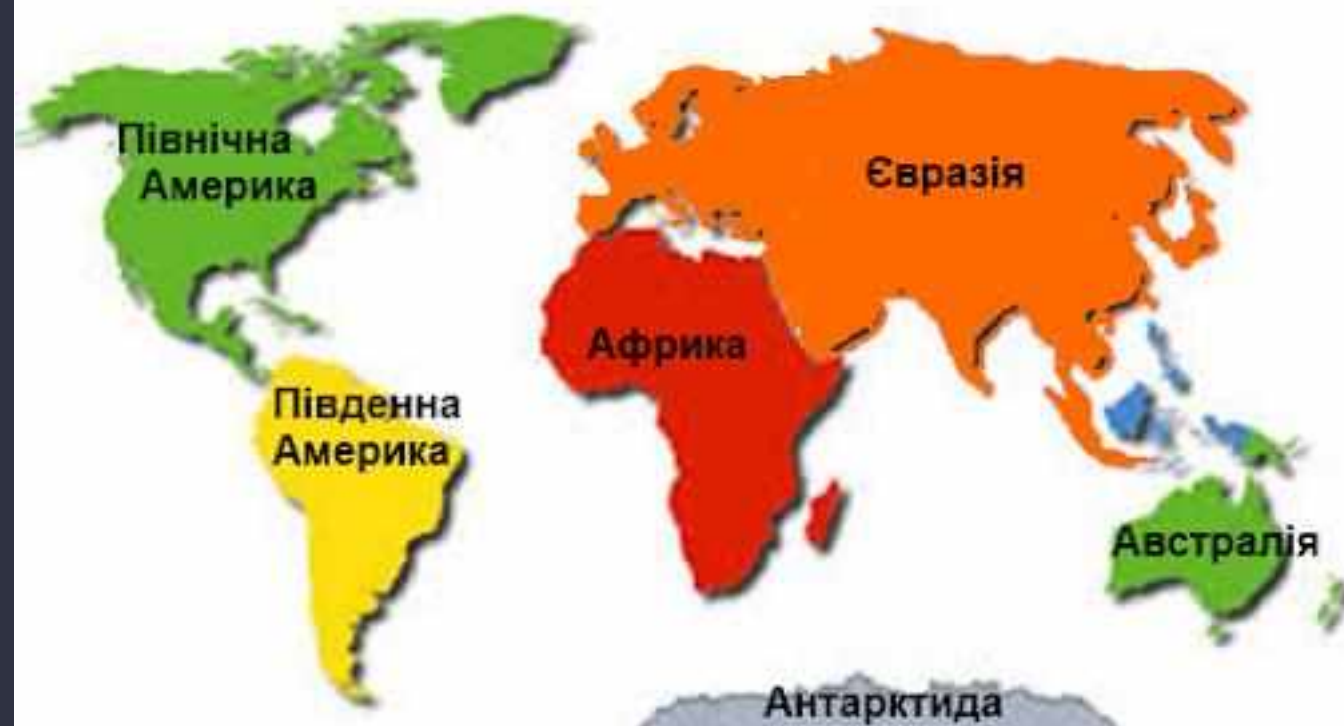 Північна
Америка
Євразія
Африка
Південна
Америка
Австралія
Антарктида